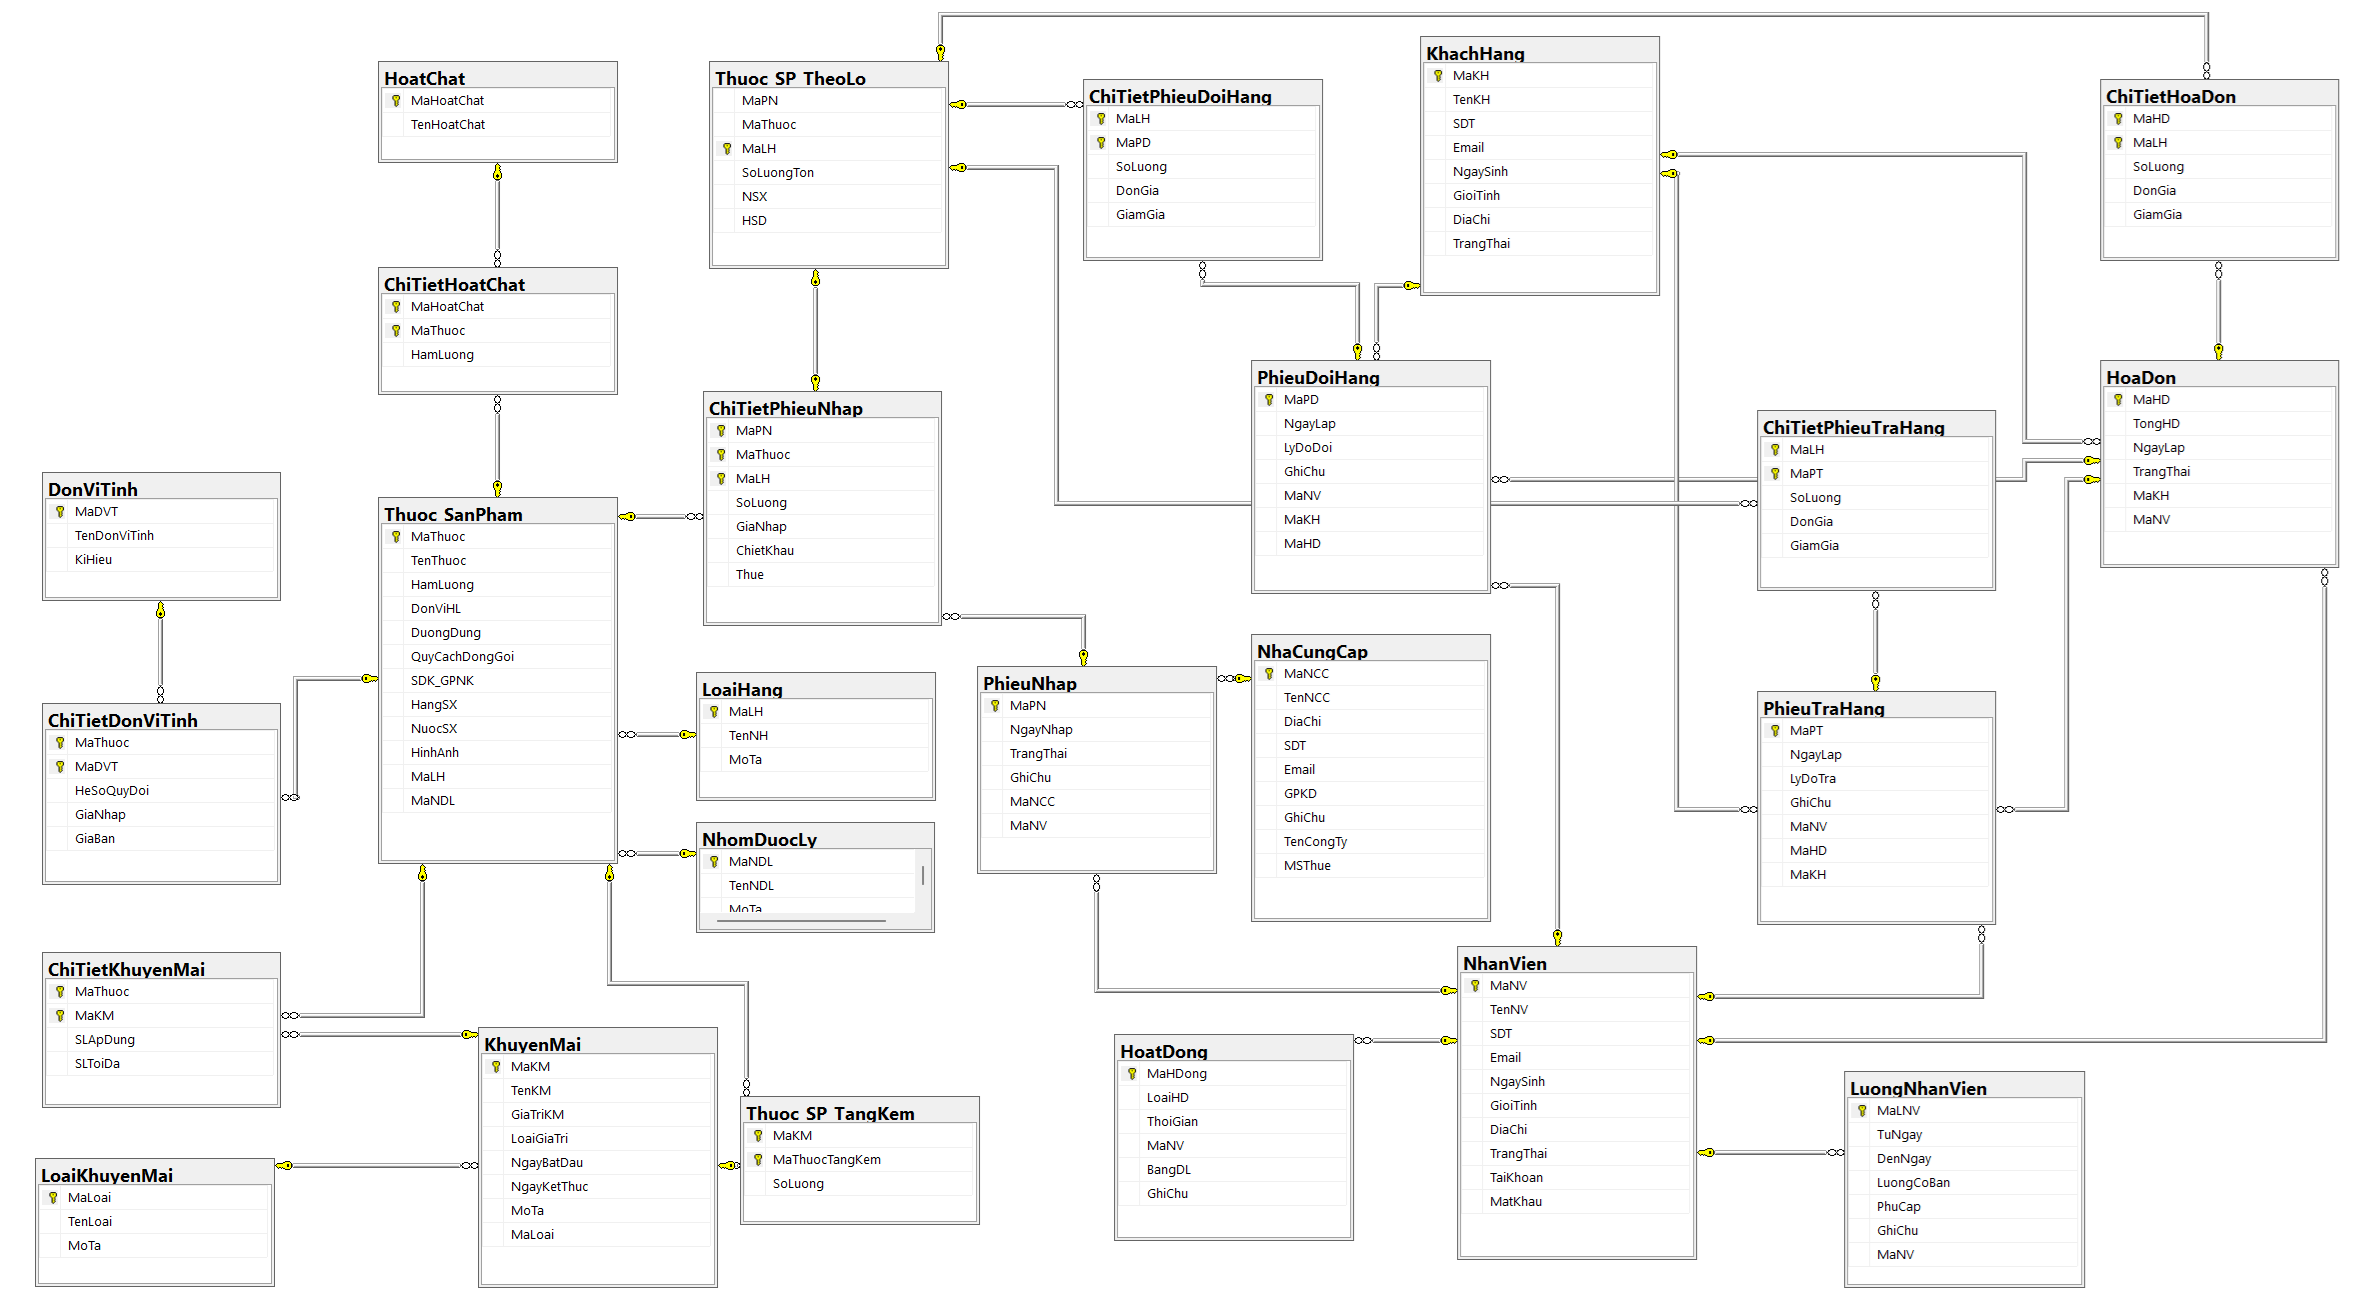 HoatChat
MaHoatChat
TenHoatChat
Thuoc_SP_TheoLo
MaPN
MaThuoc
MaLH
SoLuongTon
NSX
HSD
ChiTietPhieuDoiHang
MaLH
MaPD
SoLuong
DonGia
GiamGia
KhachHang
MaKH
TenKH
SDT
Email
NgaySinh
GioiTinh
DiaChi
TrangThai
ChiTietHoaDon
MaHD
MaLH
SoLuong
DonGia
GiamGia
ChiTietHoatChat
MaHoatChat
MaThuoc
HamLuong
ChiTietPhieuNhap
MaPN
MaThuoc
MaLH
SoLuong
GiaNhap
ChietKhau
Thue
PhieuDoiHang
MaPD
NgayLap
LyDoDoi
GhiChu
MaNV
MaKH
MaHD
ChiTietPhieuTraHang
MaLH
MaPT
SoLuong
DonGia
GiamGia
HoaDon
MaHD
TongHD
NgayLap
TrangThai
MaKH
MaNV
DonViTinh
MaDVT
TenDonViTinh
KiHieu
Thuoc_SanPham
MaThuoc
TenThuoc
HamLuong
DonViHL
DuongDung
QuyCachDongGoi
SDK_GPNK
HangSX
NuocSX
HinhAnh
MaLH
MaNDL
ChiTietDonViTinh
MaThuoc
MaDVT
HeSoQuyDoi
GiaNhap
GiaBan
LoaiHang
MaLH
TenNH
MoTa
NhomDuocLy
MaNDL
TenNDL
MoTa
PhieuNhap
MaPN
NgayNhap
TrangThai
GhiChu
MaNCC
MaNV
NhaCungCap
MaNCC
TenNCC
DiaChi
SDT
Email
GPKD
GhiChu
TenCongTy
MSThue
PhieuTraHang
MaPT
NgayLap
LyDoTra
GhiChu
MaNV
MaHD
MaKH
ChiTietKhuyenMai
MaThuoc
MaKM
SLApDung
SLToiDa
KhuyenMai
MaKM
TenKM
GiaTriKM
LoaiGiaTri
NgayBatDau
NgayKetThuc
MoTa
MaLoai
LoaiKhuyenMai
MaLoai
TenLoai
MoTa
Thuoc_SP_TangKem
MaKM
MaThuocTangKem
SoLuong
HoatDong
MaHDong
LoaiHD
ThoiGian
MaNV
BangDL
GhiChu
NhanVien
MaNV
TenNV
SDT
Email
NgaySinh
GioiTinh
DiaChi
TrangThai
TaiKhoan
MatKhau
LuongNhanVien
MaLNV
TuNgay
DenNgay
LuongCoBan
PhuCap
GhiChu
MaNV